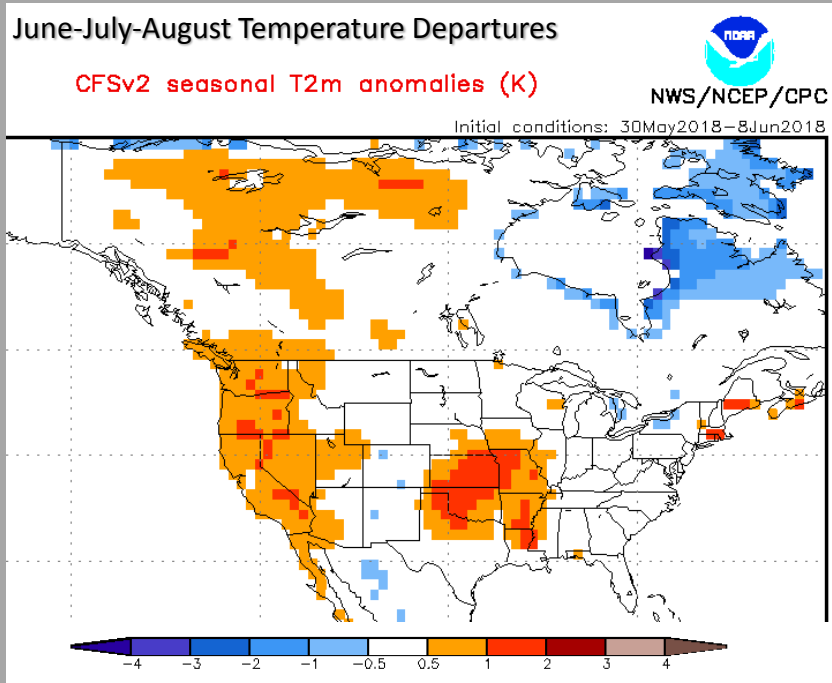 June-July-August Temperature Departures
NOAA
CFSv2 seasonal T2m anomalies (K)
NWS/NCEP/CPC
Initial conditions: 30May2018-8Jun2018
-4 -3 -2 -1 -0.5 0.5 1 2 3 4